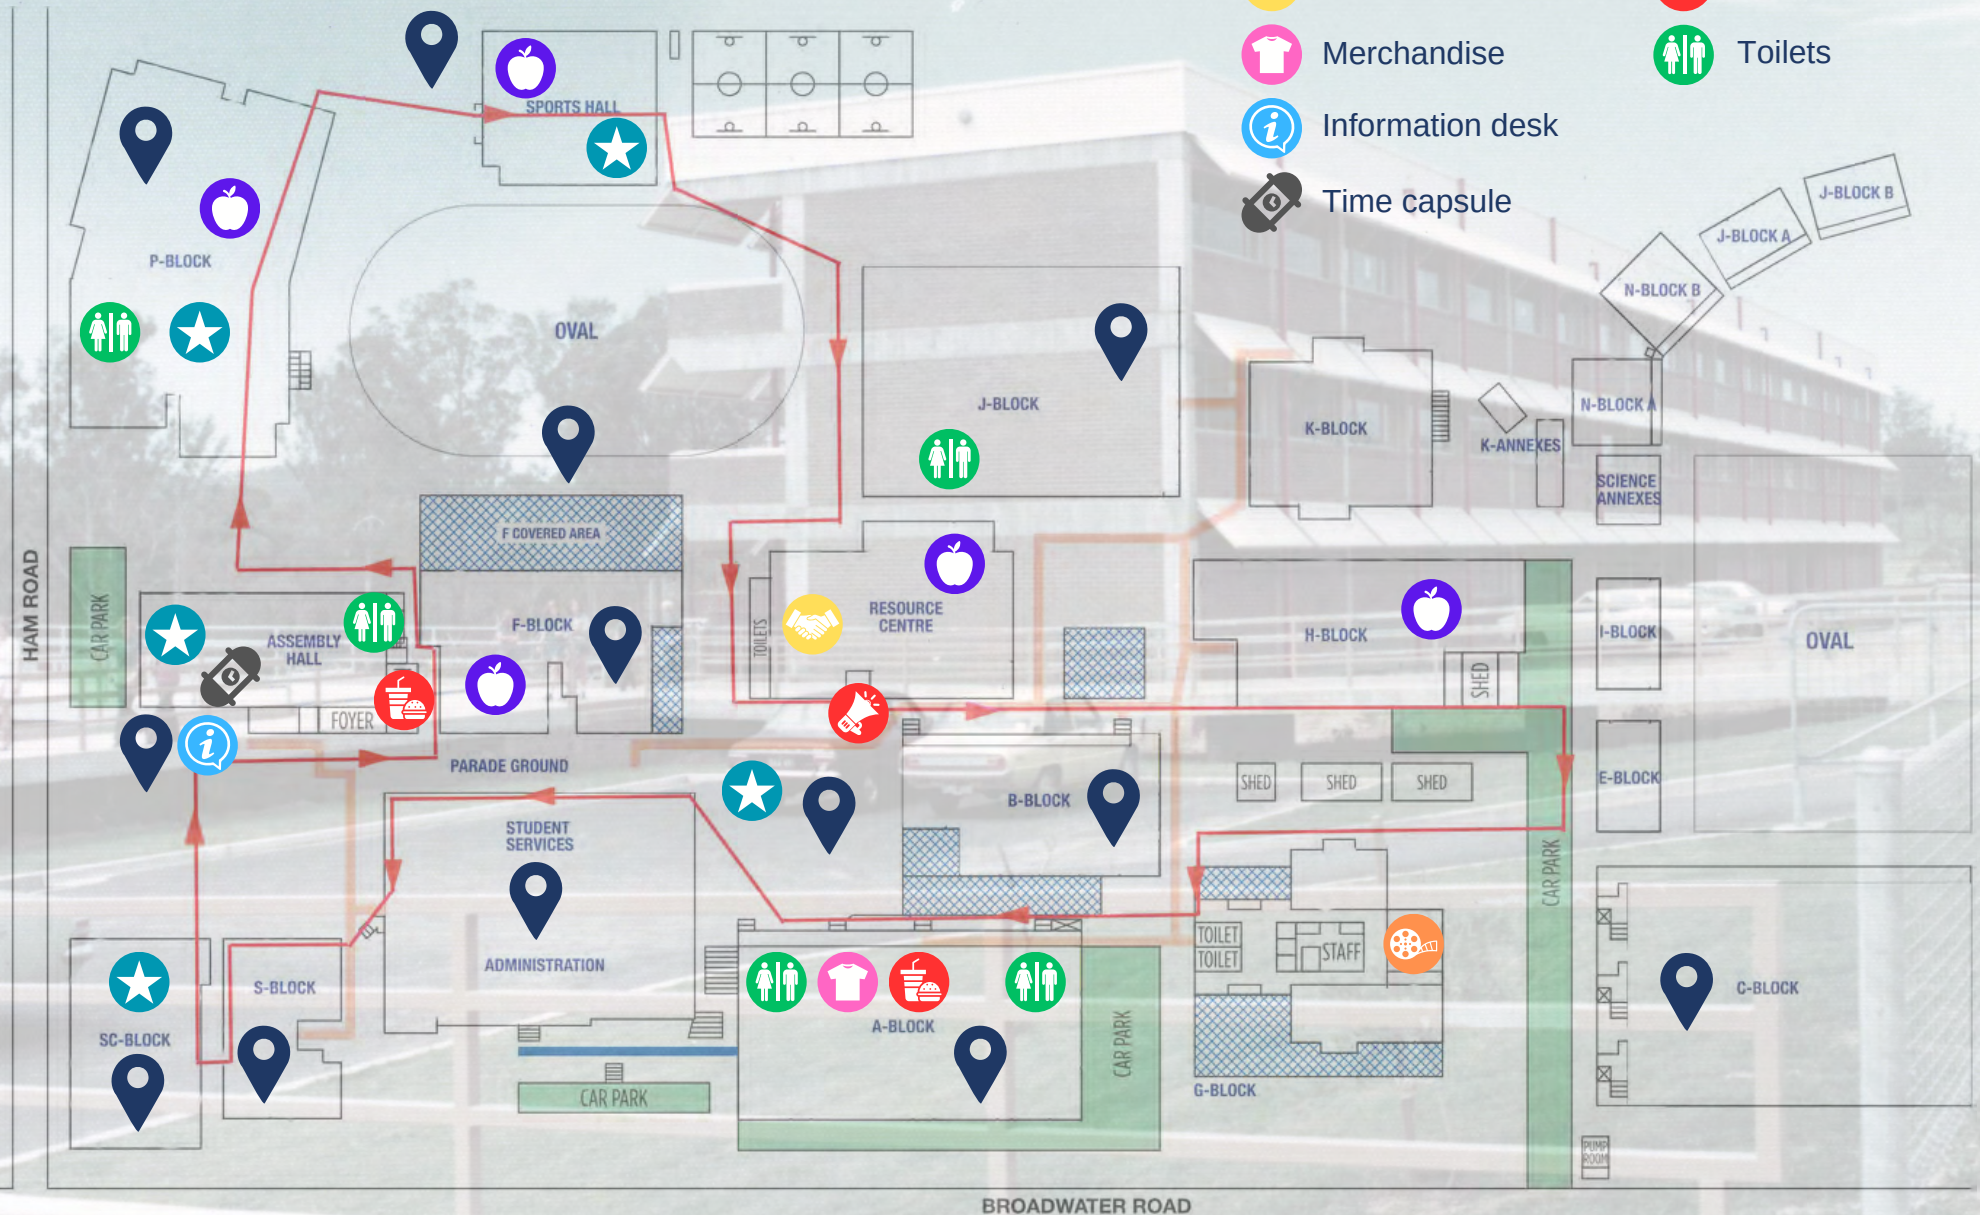 Merchandise
Toilets
Information desk
Time capsule
SPORTS HALL
J-BLOCK B
J-BLOCK A
N-BLOCK B
P-BLOCK
OVAL
J-BLOCK
K-BLOCK
N-BLOCK A
K-ANNEXES
SCIENCE
ANNEXES
F COVERED AREA
HAM ROAD
CAR PARK
ASSEMBLY
HALL
F-BLOCK
TOILETS
RESOURCE
CENTRE
H-BLOCK
I-BLOCK
OVAL
SHED
FOYER
PARADE GROUND
SHED
SHED
SHED
E-BLOCK
B-BLOCK
STUDENT
SERVICES
CAR PARK
TOILET
TOILET
STAFF
ADMINISTRATION
S-BLOCK
C-BLOCK
SC-BLOCK
A-BLOCK
CAR PARK
CAR PARK
G-BLOCK
PUMP
ROOM
BROADWATER ROAD